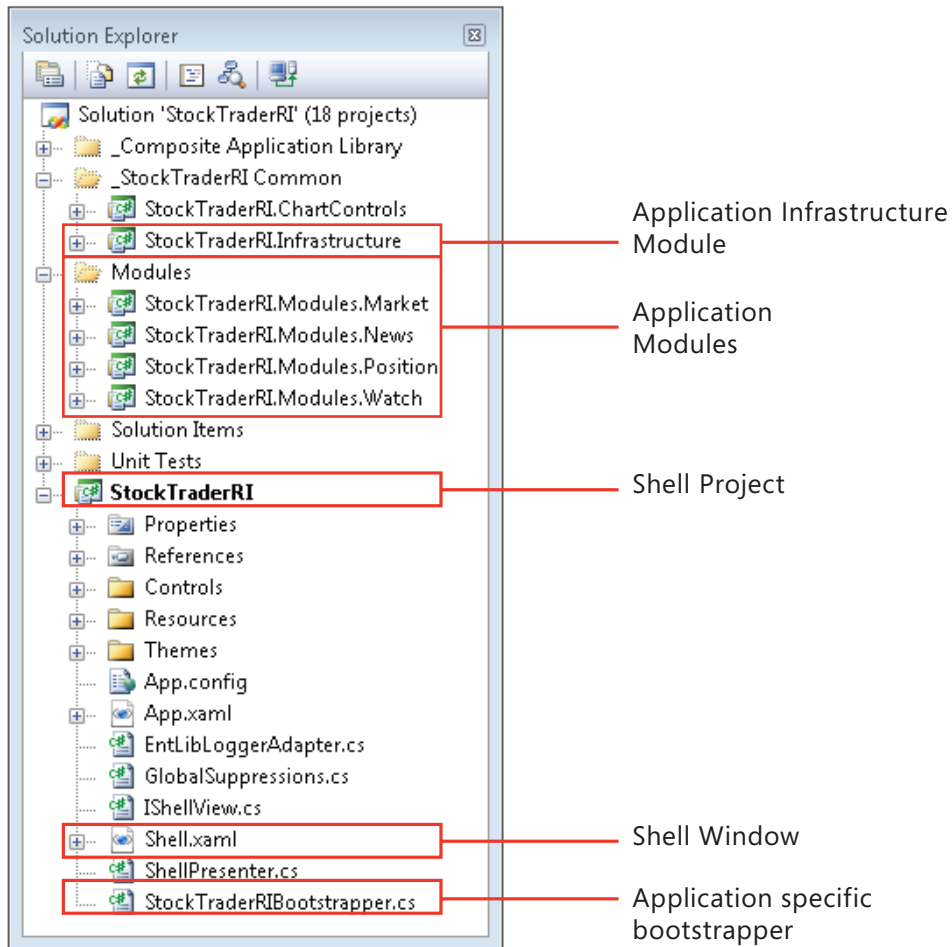 Solution Explorer
Solution 'StockTraderRI' (18 projects)
_Composite Application Library
_StockTraderRI Common
StockTraderRI.ChartControls
StockTraderRI.Infrastructure
Application Infrastructure
Module
Modules
StockTraderRI.Modules.Market
StockTraderRI.Modules.News
StockTraderRI.Modules.Position
StockTraderRI.Modules.Watch
Application
Modules
Solution Items
Unit Tests
StockTraderRI
Shell Project
Properties
References
Controls
Resources
Themes
App.config
App.xaml
EntLibLoggerAdapter.cs
GlobalSuppressions.cs
IShellView.cs
Shell.xaml
Shell Window
ShellPresenter.cs
StockTraderRIBootstrapper.cs
Application specific
bootstrapper